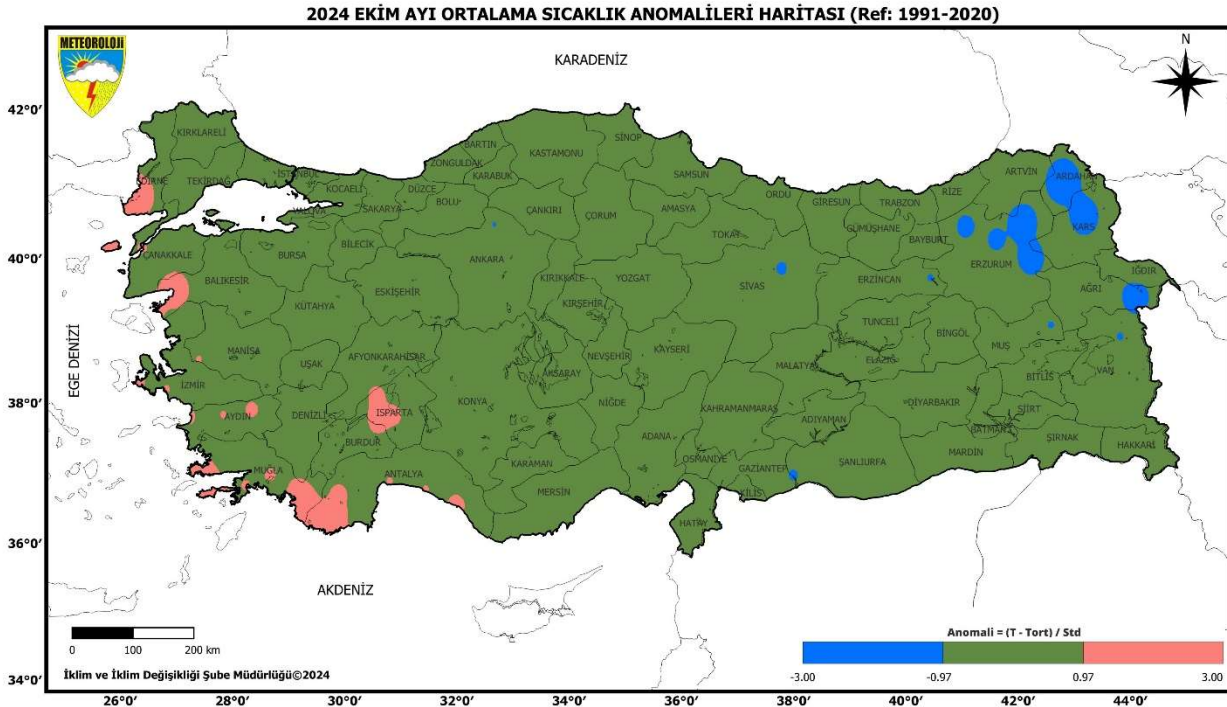 2024 EKİM AYI ORTALAMA SICAKLIK ANOMALİLERİ HARİTASI (Ref: 1991-2020)
METEOROLOJİ
KARADENİZ
N
42°0'
40°0'
38°0'
36°0'
34°0'
KIRKLARELİ
EDİRNE
TEKİRDAĞ
İSTANBUL
KOCAELİ
YALOVA
SAKARYA
DÜZCE
BOLU
ZONGULDAK
BARTIN
KARABÜK
KASTAMONU
SİNOP
SAMSUN
ORDU
GİRESUN
TRABZON
RİZE
ARTVİN
ARDAHAN
KARS
ÇANAKKALE
BALIKESİR
BURSA
BİLECİK
ESKİŞEHİR
KÜTAHYA
ANKARA
ÇANKIRI
ÇORUM
AMASYA
TOKAT
GÜMÜŞHANE
BAYBURT
ERZURUM
IĞDIR
AĞRI
KIRIKKALE
YOZGAT
SİVAS
ERZİNCAN
KIRŞEHİR
TUNCELİ
BİNGÖL
MUŞ
MANİSA
UŞAK
AFYONKARAHİSAR
AKSARAY
NEVŞEHİR
KAYSERİ
MALATYA
ELAZIĞ
BİTLİS
VAN
EGE DENİZİ
İZMİR
AYDIN
DENİZLİ
ISPARTA
BURDUR
KONYA
NİĞDE
KAHRAMANMARAŞ
ADIYAMAN
DİYARBAKIR
BATMAN
SİİRT
ŞIRNAK
HAKKARİ
MUĞLA
ANTALYA
KARAMAN
MERSİN
ADANA
OSMANİYE
GAZİANTEP
KİLİS
ŞANLIURFA
MARDİN
HATAY
AKDENİZ
0 100 200 km
İklim ve İklim Değişikliği Şube Müdürlüğü©2024
Anomali = (T - Tort) / Std
-3.00 -0.97 0.97 3.00
26°0' 28°0' 30°0' 32°0' 34°0' 36°0' 38°0' 40°0' 42°0' 44°0'